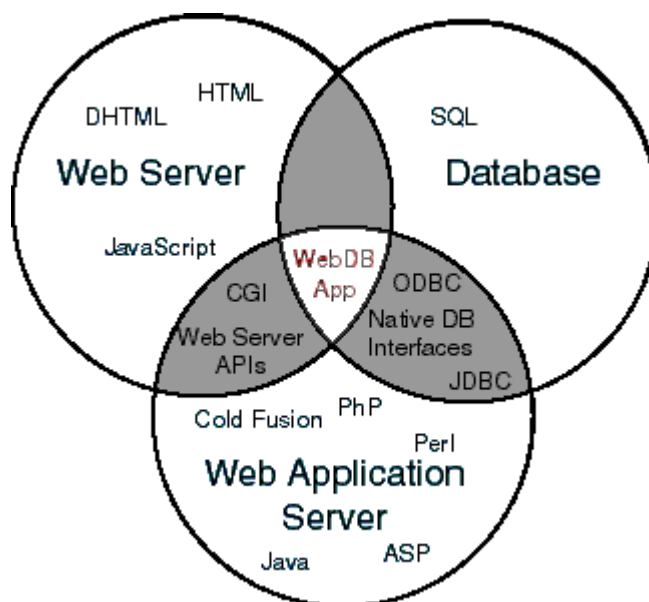 HTML
DHTML
SQL
Web Server
Database
JavaScript
WebDB
App
CGI
ODBC
Web Server
APIs
Native DB
Interfaces
JDBC
Cold Fusion
PhP
Perl
Web Application
Server
Java
ASP